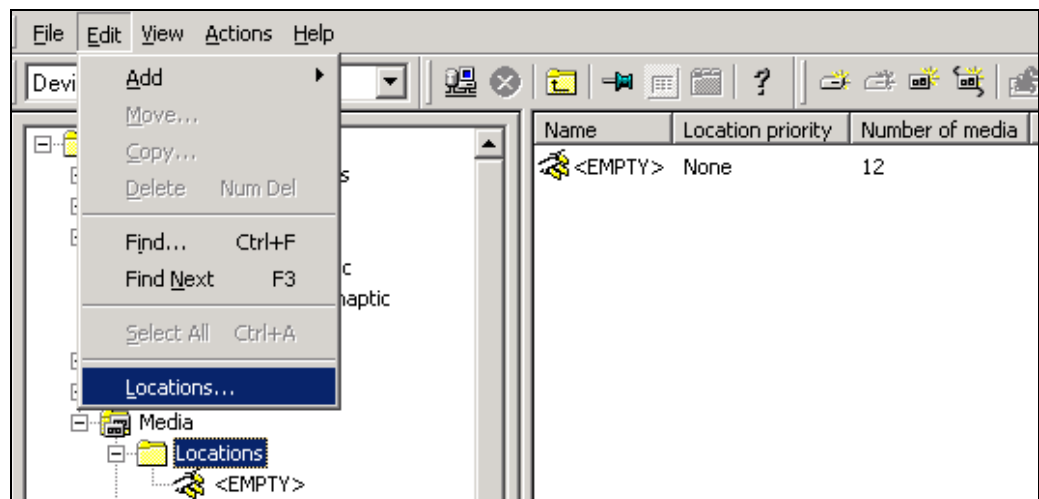 File Edit View Actions Help
Devi
Add
Move...
Copy...
Delete Num Del
Find... Ctrl+F
Find Next F3
Select All Ctrl+A
Locations...
s
c
naptic
Media
Locations
<EMPTY>
Name Location priority Number of media
<EMPTY> None 12